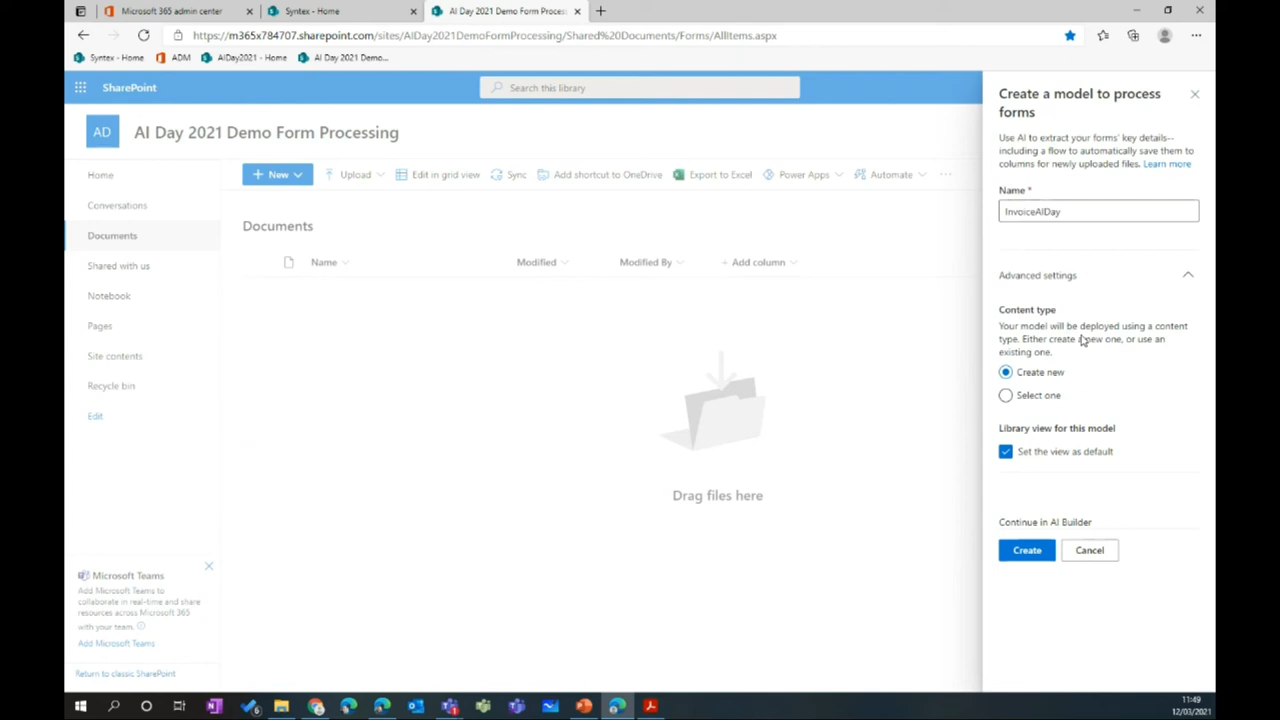 Microsoft 365 admin center
Syntex - Home
AI Day 2021 Demo Form Process
https://m365x784707.sharepoint.com/sites/AIDay2021DemoFormProcessing/Shared%20Documents/Forms/AllItems.aspx
Syntex - Home
ADM
AIDay2021 - Home
AI Day 2021 Demo...
SharePoint
Search this library
AD
AI Day 2021 Demo Form Processing
Home
Conversations
Documents
Shared with us
Notebook
Pages
Site contents
Recycle bin
Edit
+ New
Upload
Edit in grid view
Sync
Add shortcut to OneDrive
Export to Excel
Power Apps
Automate
Documents
Name
Modified
Modified By
+ Add column
Drag files here
Microsoft Teams
Add Microsoft Teams to
collaborate in real-time and share
resources across Microsoft 365
with your team.
Add Microsoft Teams
Return to classic SharePoint
Create a model to process
forms
Use AI to extract your forms' key details--
including a flow to automatically save them to
columns for newly uploaded files. Learn more
Name *
InvoiceAIDay
Advanced settings
Content type
Your model will be deployed using a content
type. Either create a new one, or use an
existing one.
Create new
Select one
Library view for this model
Set the view as default
Continue in AI Builder
Create
Cancel
11:49
12/03/2021